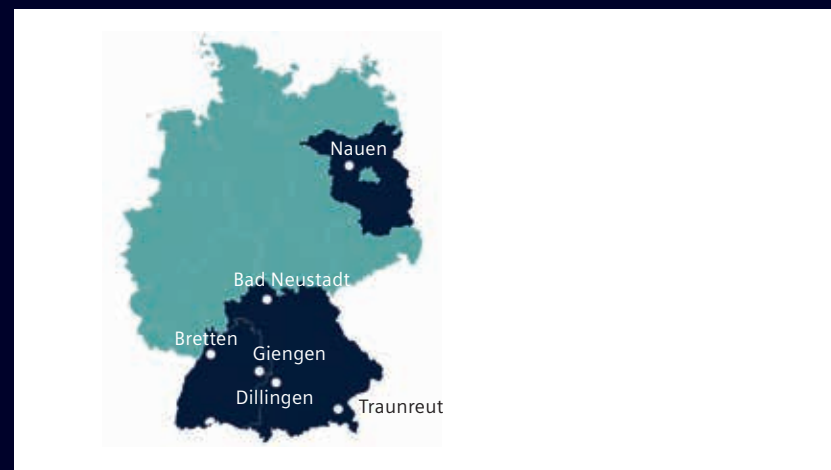 Nauen
Bad Neustadt
Bretten
Giengen
Dillingen
Traunreut